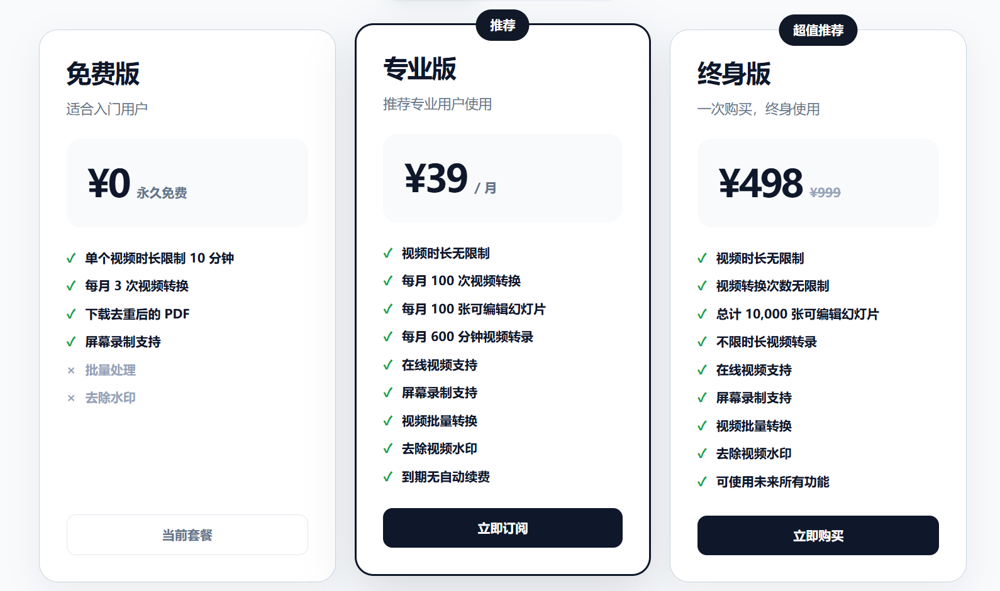 免费版
适合入门用户
¥0 永久免费
✓ 单个视频时长限制 10 分钟
✓ 每月 3 次视频转换
✓ 下载去重后的 PDF
✓ 屏幕录制支持
× 批量处理
× 去除水印
当前套餐
推荐
专业版
推荐专业用户使用
¥39 / 月
✓ 视频时长无限制
✓ 每月 100 次视频转换
✓ 每月 100 张可编辑幻灯片
✓ 每月 600 分钟视频转录
✓ 在线视频支持
✓ 屏幕录制支持
✓ 视频批量转换
✓ 去除视频水印
✓ 到期无自动续费
立即订阅
超值推荐
终身版
一次购买，终身使用
¥498 ¥999
✓ 视频时长无限制
✓ 视频转换次数无限制
✓ 总计 10,000 张可编辑幻灯片
✓ 不限时长视频转录
✓ 在线视频支持
✓ 屏幕录制支持
✓ 视频批量转换
✓ 去除视频水印
✓ 可使用未来所有功能
立即购买